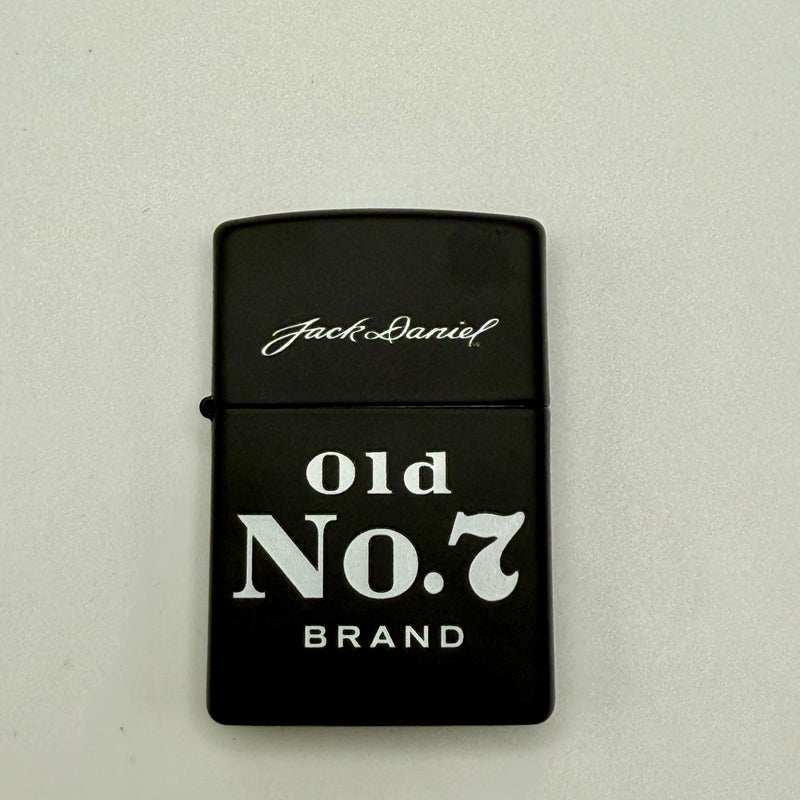 Jack Daniel
Old
No.7
BRAND